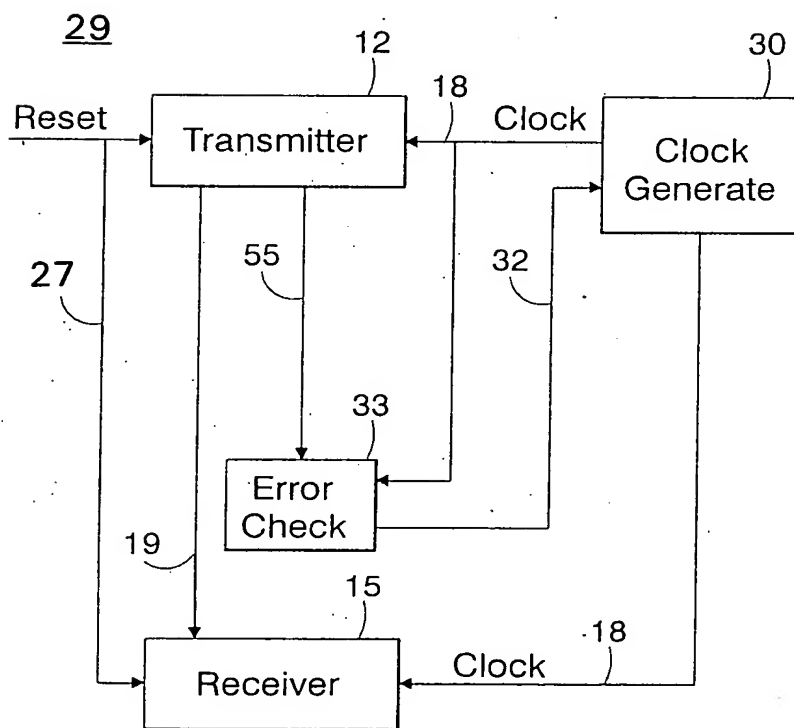 29
12
30
Reset
Transmitter
18
Clock
Clock
Generate
27
55
32
33
Error
Check
19
15
Receiver
Clock
18